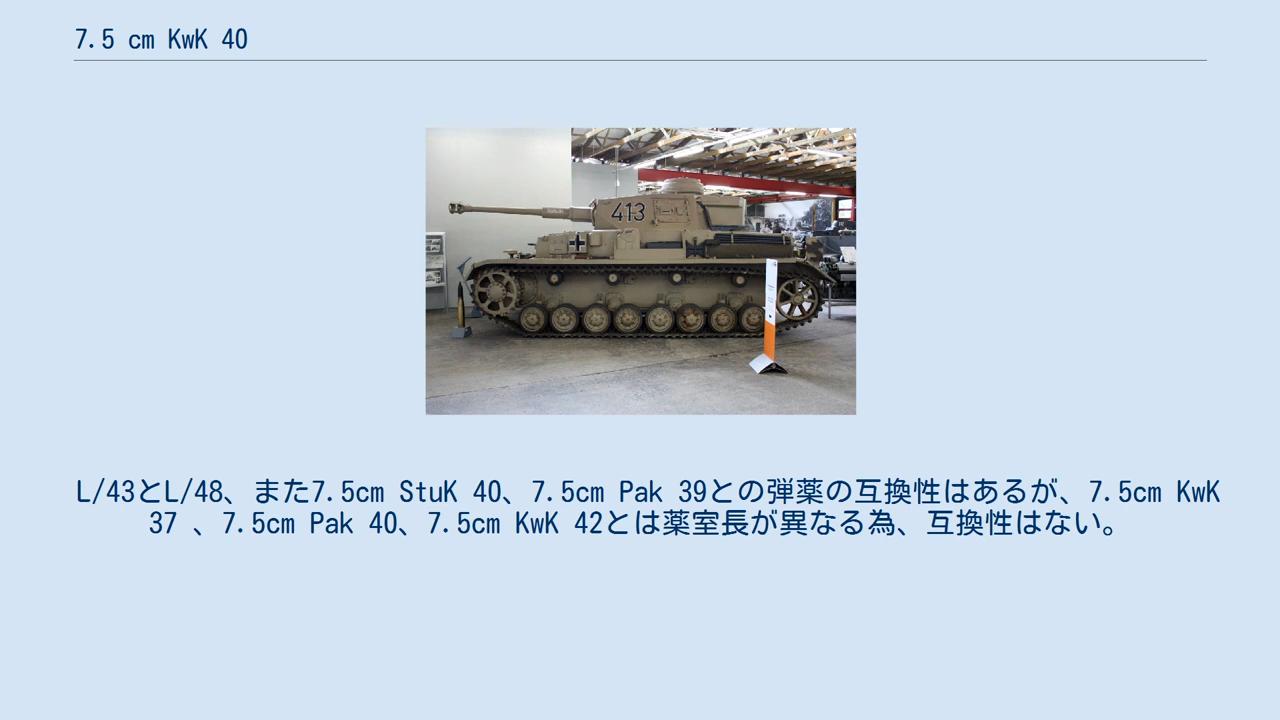 7.5 cm KwK 40
413
L/43とL/48、また7.5cm StuK 40、7.5cm Pak 39との弾薬の互換性はあるが、7.5cm KwK
37 、7.5cm Pak 40、7.5cm KwK 42とは薬室長が異なる為、互換性はない。